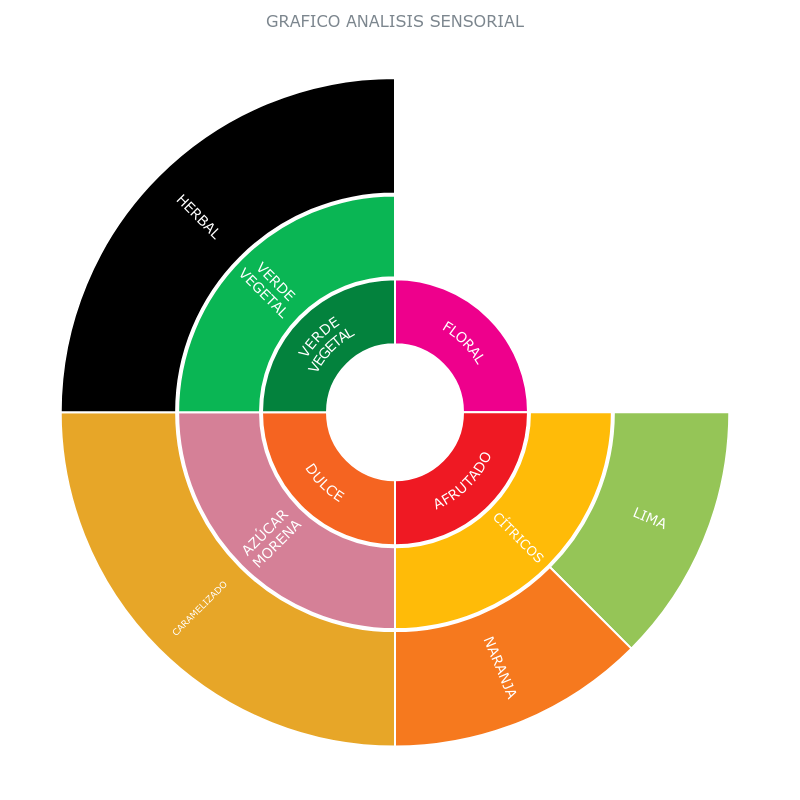 GRAFICO ANALISIS SENSORIAL
HERBAL
VERDE
VEGETAL
VERDE
VEGETAL
FLORAL
DULCE
AFRUTADO
AZÚCAR
MORENA
CÍTRICOS
LIMA
CARAMELIZADO
NARANJA